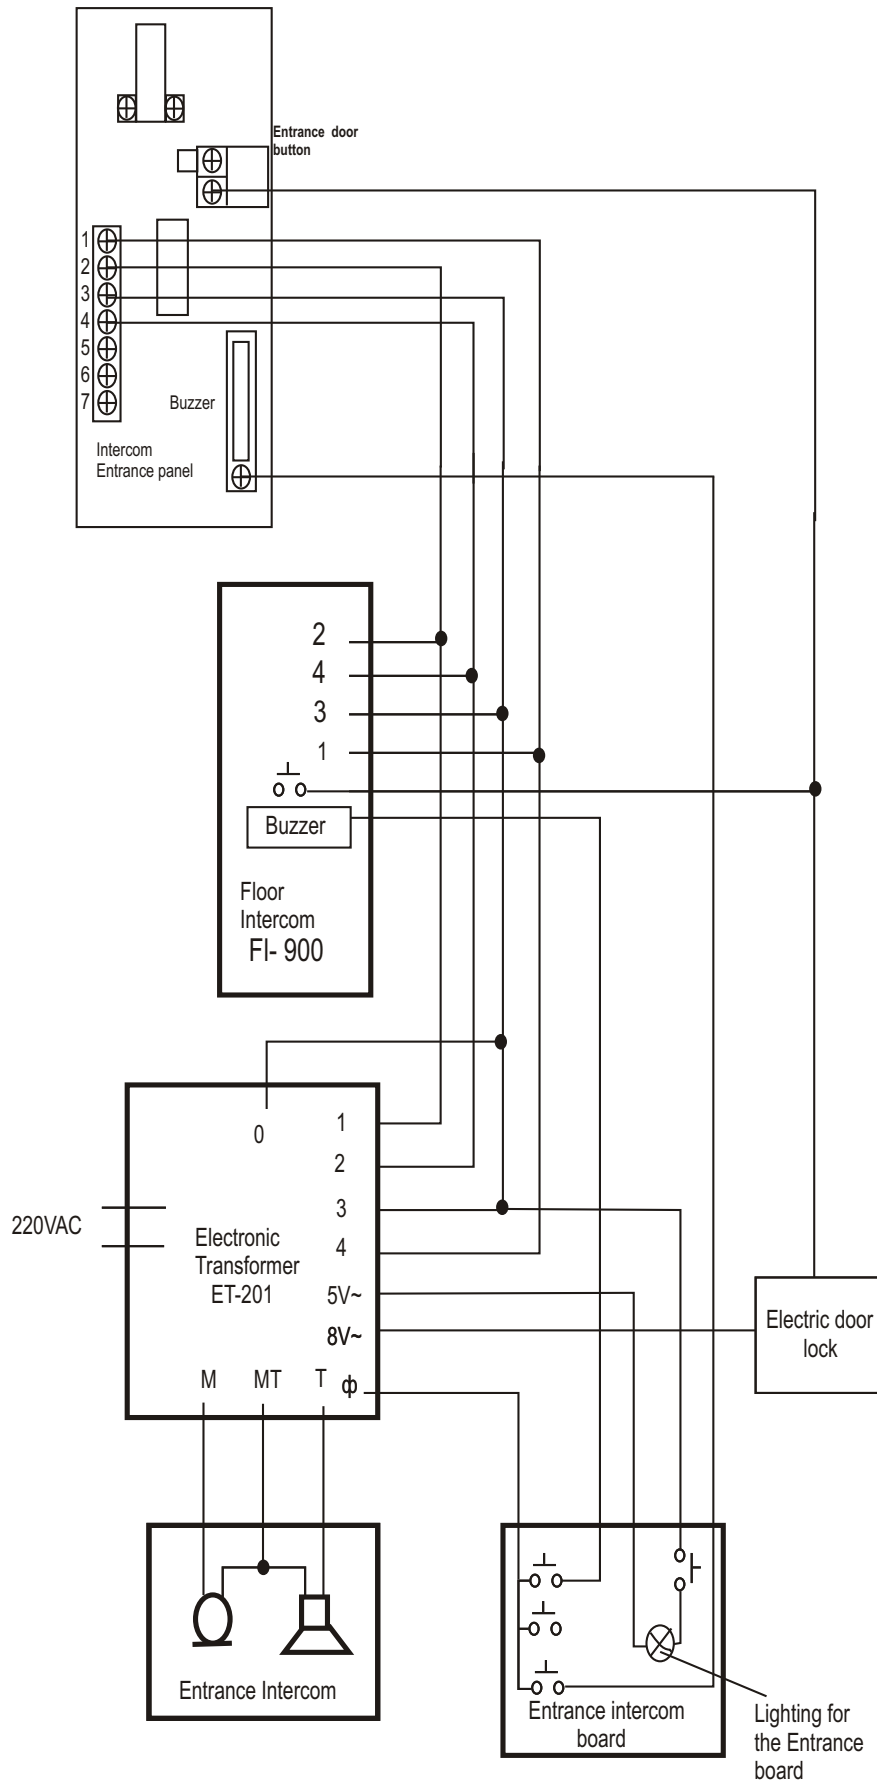 Entrance door
button
1
2
3
4
5
6
7
Buzzer
Intercom
Entrance panel
2
4
3
1
Buzzer
Floor
Intercom
FI- 900
0
1
2
3
4
5V~
8V~
220VAC
Electronic
Transformer
ET-201
M MT T ф
Electric door
lock
Entrance Intercom
Entrance intercom
board
Lighting for
the Entrance
board